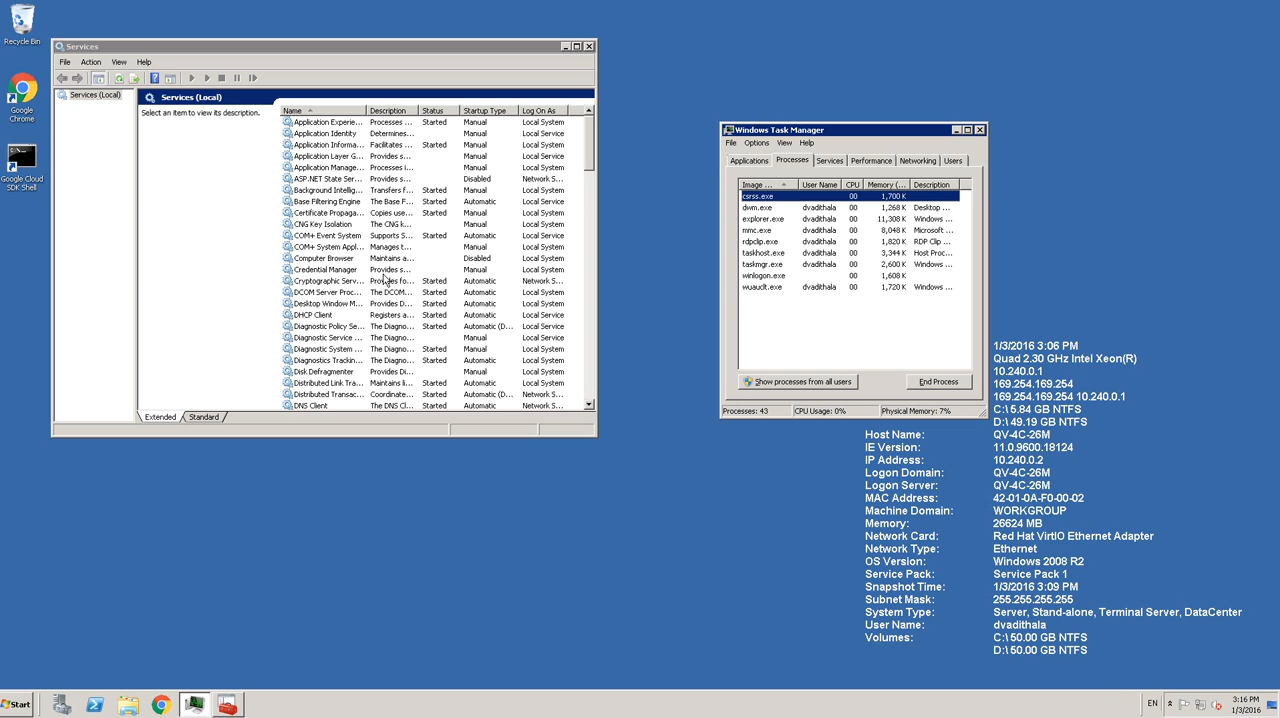 Recycle Bin
Google
Chrome
Google Cloud
SDK Shell
Services
File Action View Help
Services (Local)
Services (Local)
Select an item to view its description.
Name Description Status Startup Type Log On As
Application Experie... Processes ... Started Manual Local System
Application Identity Determines... Manual Local Service
Application Informa... Facilitates ... Started Manual Local System
Application Layer G... Provides s... Manual Local Service
Application Manage... Processes i... Manual Local System
ASP.NET State Ser... Provides s... Disabled Network S...
Background Intellig... Transfers f... Started Manual Local System
Base Filtering Engine The Base F... Started Automatic Local Service
Certificate Propaga... Copies use... Started Manual Local System
CNG Key Isolation The CNG k... Manual Local System
COM+ Event System Supports S... Started Automatic Local Service
COM+ System Appl... Manages t... Manual Local System
Computer Browser Maintains a... Disabled Local System
Credential Manager Provides s... Manual Local System
Cryptographic Serv... Provides fo... Started Automatic Network S...
DCOM Server Proc... The DCOM... Started Automatic Local System
Desktop Window M... Provides D... Started Automatic Local System
DHCP Client Registers a... Started Automatic Local Service
Diagnostic Policy Se... The Diagno... Started Automatic (D... Local Service
Diagnostic Service ... The Diagno... Manual Local Service
Diagnostic System ... The Diagno... Started Manual Local System
Diagnostics Trackin... The Diagno... Started Automatic Local System
Disk Defragmenter Provides Di... Manual Local System
Distributed Link Tra... Maintains li... Started Automatic Local System
Distributed Transac... Coordinate... Started Automatic (D... Network S...
DNS Client The DNS Cl... Started Automatic Network S...
Extended Standard
Windows Task Manager
File Options View Help
Applications Processes Services Performance Networking Users
Image ... User Name CPU Memory (... Description
csrss.exe 00 1,700 K
dwm.exe dvadithala 00 1,268 K Desktop ...
explorer.exe dvadithala 00 11,308 K Windows ...
mmc.exe dvadithala 00 8,048 K Microsoft ...
rdpclip.exe dvadithala 00 1,820 K RDP Clip ...
taskhost.exe dvadithala 00 3,344 K Host Proc...
taskmgr.exe dvadithala 00 2,600 K Windows ...
winlogon.exe 00 1,608 K
wuauclt.exe dvadithala 00 1,720 K Windows ...
Show processes from all users End Process
Processes: 43 CPU Usage: 0% Physical Memory: 7%
1/3/2016 3:06 PM
Quad 2.30 GHz Intel Xeon(R)
10.240.0.1
169.254.169.254
169.254.169.254 10.240.0.1
C:\ 5.84 GB NTFS
D:\ 49.19 GB NTFS
Host Name: QV-4C-26M
IE Version: 11.0.9600.18124
IP Address: 10.240.0.2
Logon Domain: QV-4C-26M
Logon Server: QV-4C-26M
MAC Address: 42-01-0A-F0-00-02
Machine Domain: WORKGROUP
Memory: 26624 MB
Network Card: Red Hat VirtIO Ethernet Adapter
Network Type: Ethernet
OS Version: Windows 2008 R2
Service Pack: Service Pack 1
Snapshot Time: 1/3/2016 3:09 PM
Subnet Mask: 255.255.255.255
System Type: Server, Stand-alone, Terminal Server, DataCenter
User Name: dvadithala
Volumes: C:\ 50.00 GB NTFS
D:\ 50.00 GB NTFS
Start
EN
3:16 PM
1/3/2016